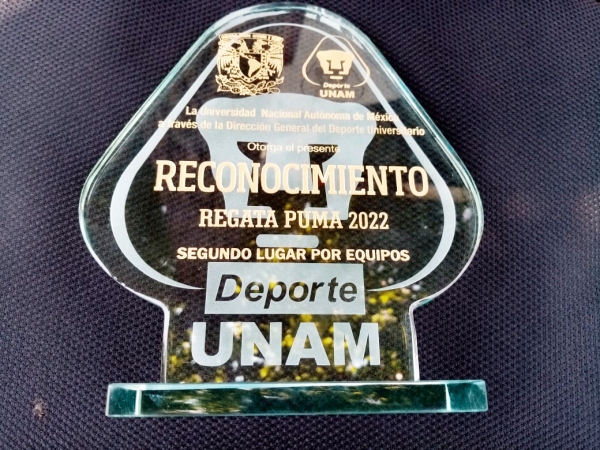 Deporte
UNAM
La Universidad Nacional Autónoma de México
a través de la Dirección General del Deporte Universitario
Otorga el presente
RECONOCIMIENTO
REGATA PUMA 2022
SEGUNDO LUGAR POR EQUIPOS
Deporte
UNAM